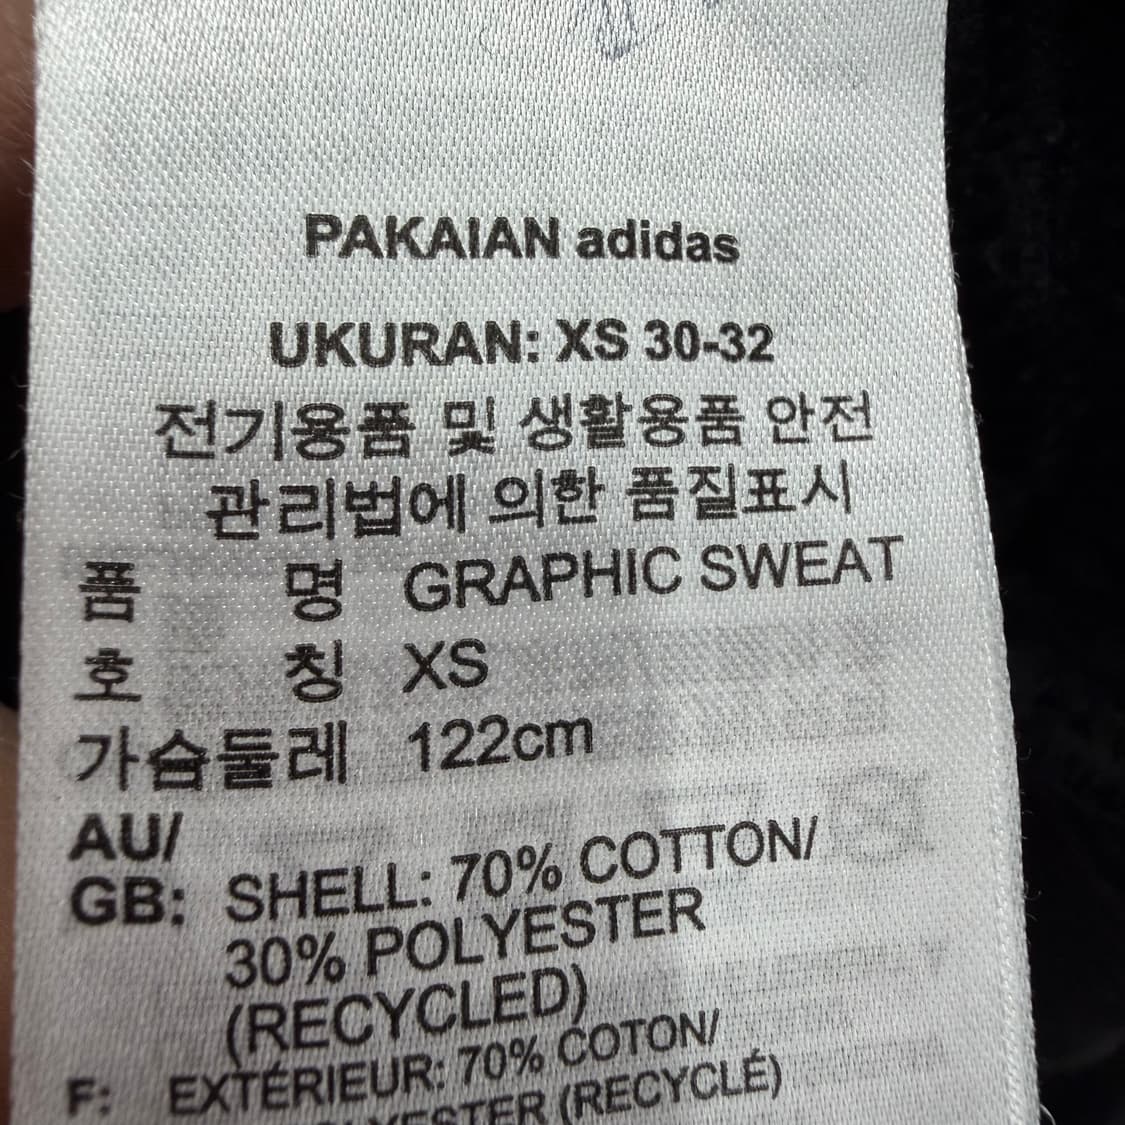 PAKAIAN adidas
UKURAN: XS 30-32
전기용품 및 생활용품 안전
관리법에 의한 품질표시
품 명 GRAPHIC SWEAT
호 칭 XS
가슴둘레 122cm
AU/
GB: SHELL: 70% COTTON/
30% POLYESTER
(RECYCLED)
F: EXTÉRIEUR: 70% COTON/
(RECYCLÉ)